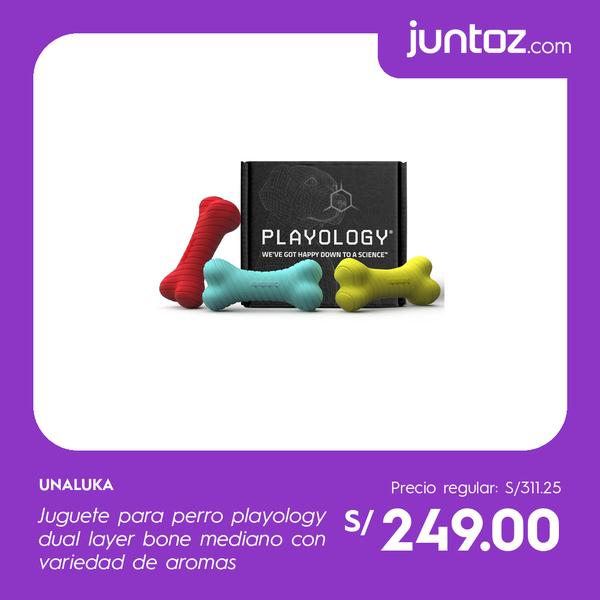 juntoz.com
PLAYOLOGY®
WE'VE GOT HAPPY DOWN TO A SCIENCE™
UNALUKA
Juguete para perro playology
dual layer bone mediano con
variedad de aromas
Precio regular: S/311.25
S/ 249.00